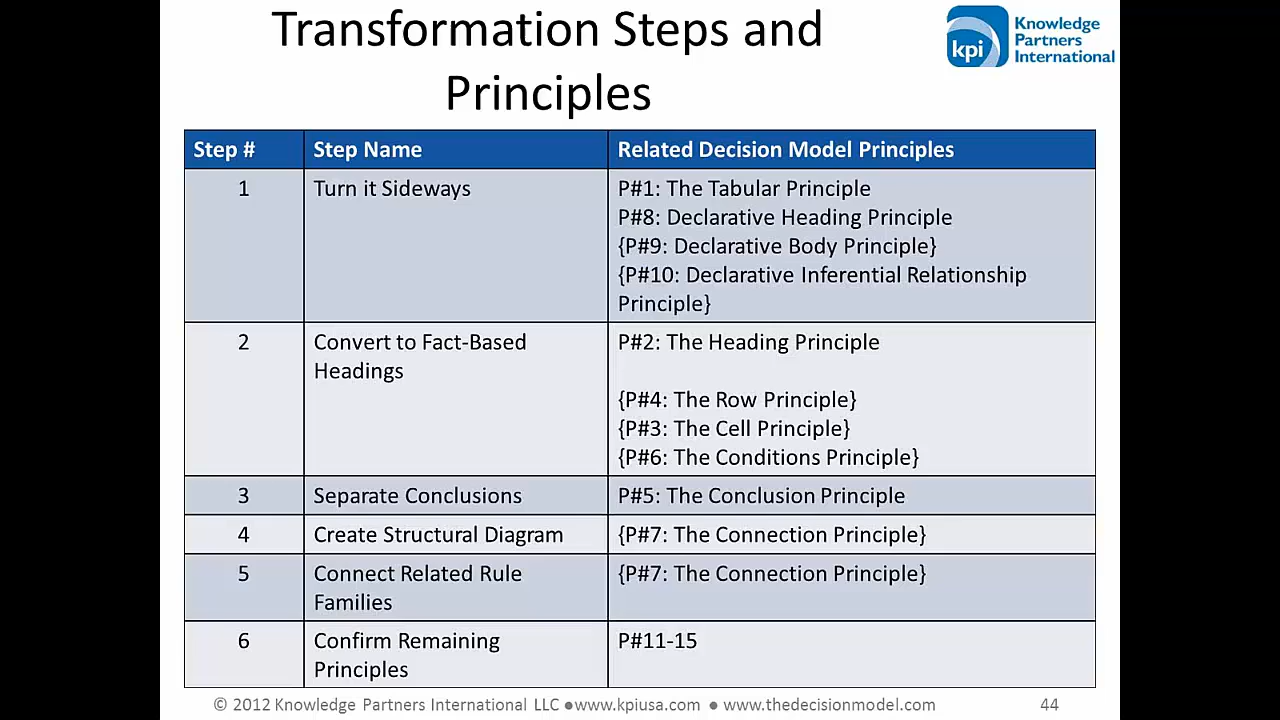 Transformation Steps and
Principles
kpi
Knowledge
Partners
International
Step #
Step Name
Related Decision Model Principles
1
Turn it Sideways
P#1: The Tabular Principle
P#8: Declarative Heading Principle
{P#9: Declarative Body Principle}
{P#10: Declarative Inferential Relationship
Principle}
2
Convert to Fact-Based
Headings
P#2: The Heading Principle
{P#4: The Row Principle}
{P#3: The Cell Principle}
{P#6: The Conditions Principle}
3
Separate Conclusions
P#5: The Conclusion Principle
4
Create Structural Diagram
{P#7: The Connection Principle}
5
Connect Related Rule
Families
{P#7: The Connection Principle}
6
Confirm Remaining
Principles
P#11-15
© 2012 Knowledge Partners International LLC ●www.kpiusa.com ● www.thedecisionmodel.com
44